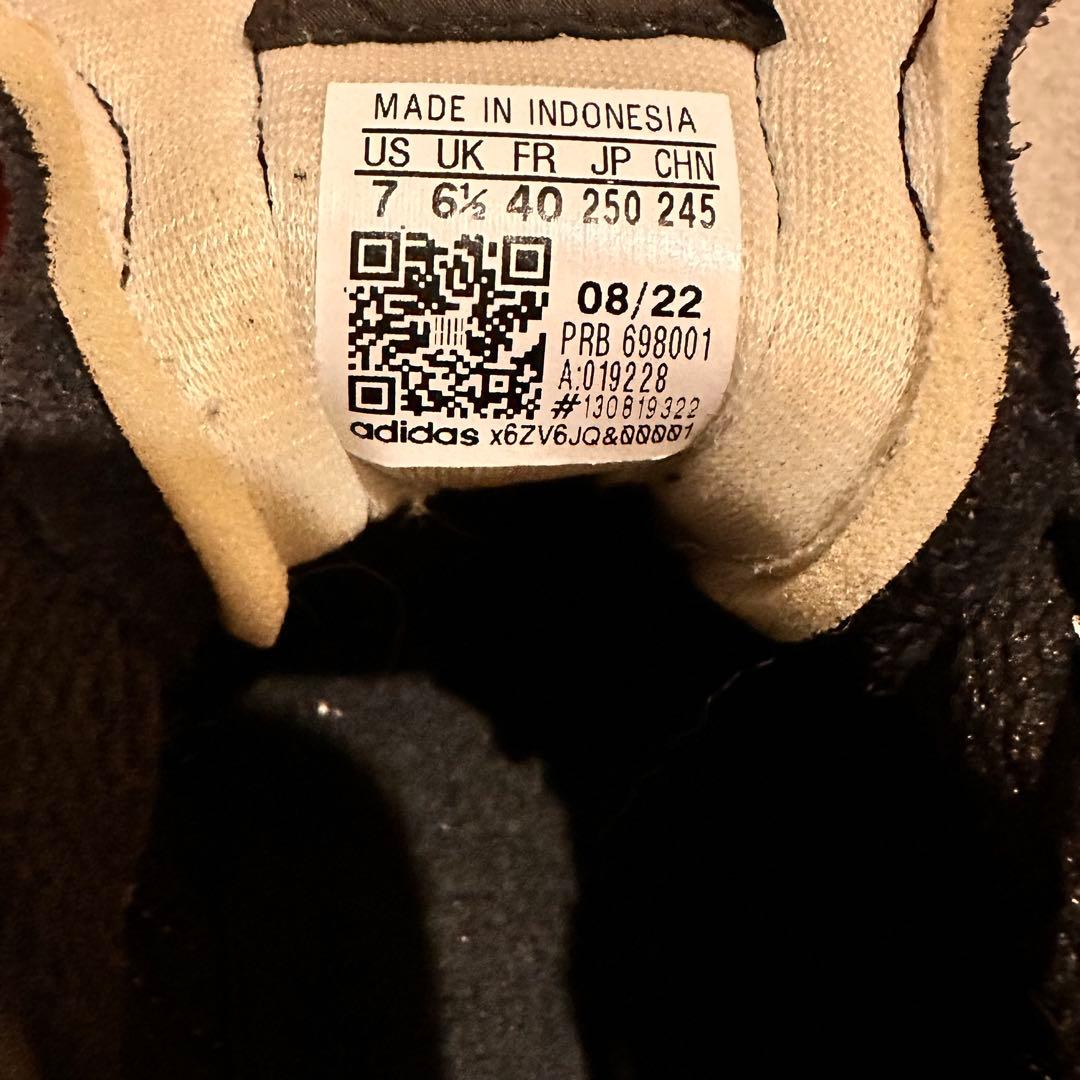 MADE IN INDONESIA
US UK FR JP CHN
7 6½ 40 250 245
08/22
PRB 698001
A:019228
#130819322
adidas x6ZV6JQ&00001